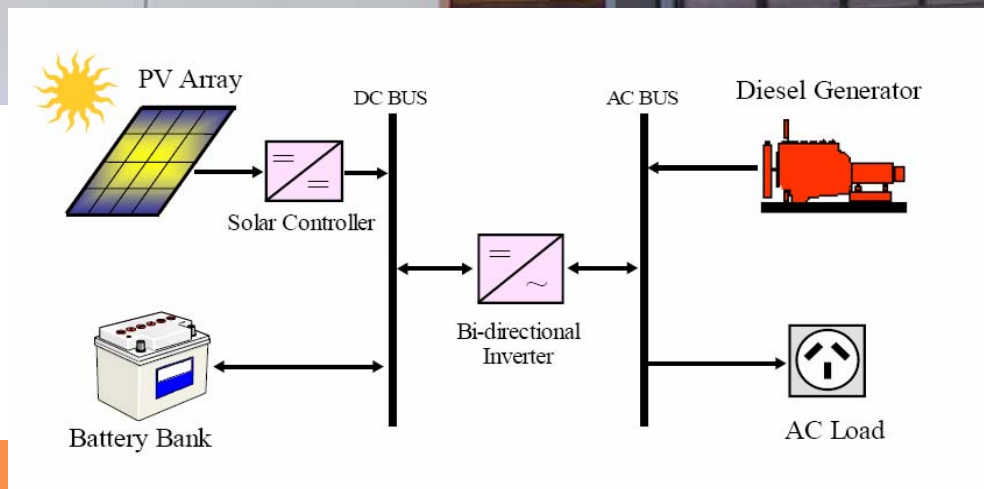 PV Array
DC BUS
AC BUS
Diesel Generator
Solar Controller
Bi-directional
Inverter
Battery Bank
AC Load